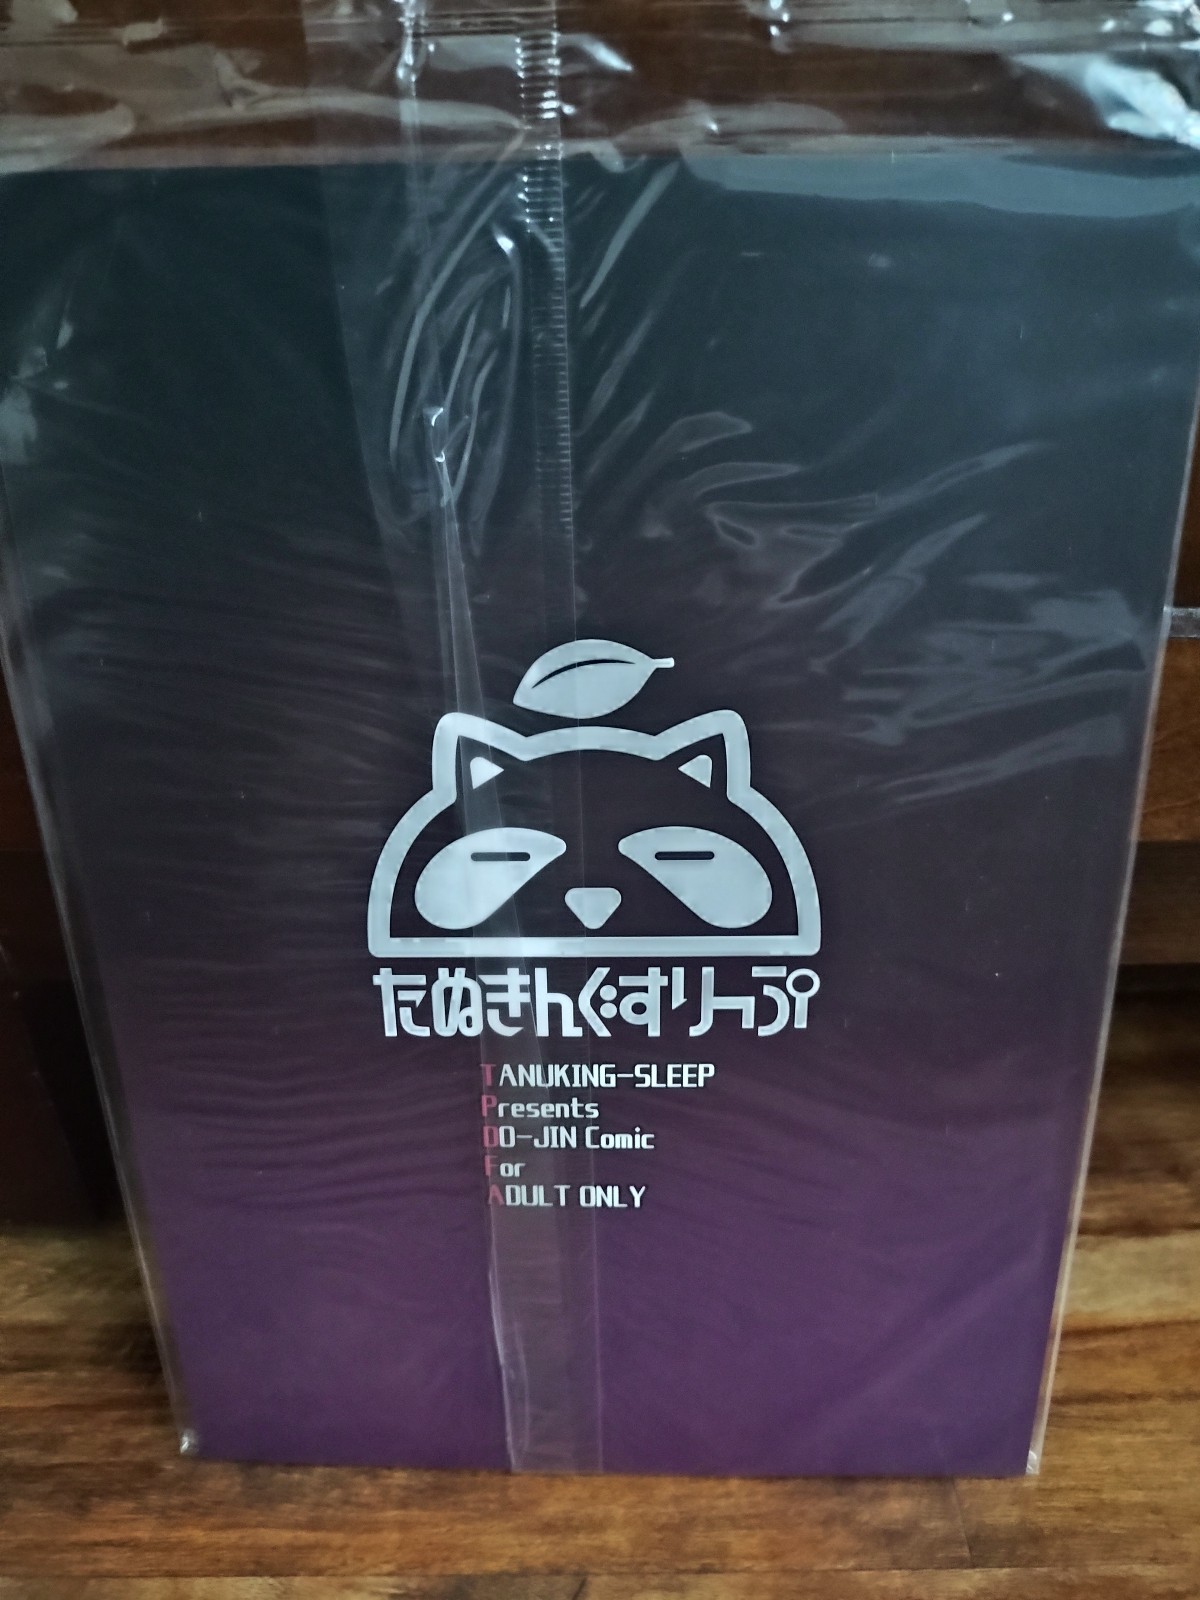 たぬきんぐすりーぷ
TANUKING-SLEEP
Presents
DO-JIN Comic
For
ADULT ONLY